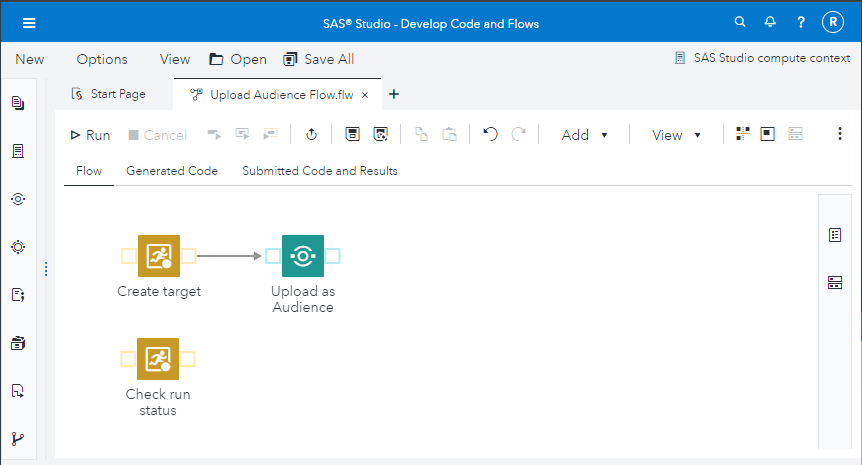 SAS® Studio - Develop Code and Flows
? R
New Options View Open Save All SAS Studio compute context
Start Page Upload Audience Flow.flw × +
Run Cancel Add View
Flow Generated Code Submitted Code and Results
Create target
Upload as
Audience
Check run
status